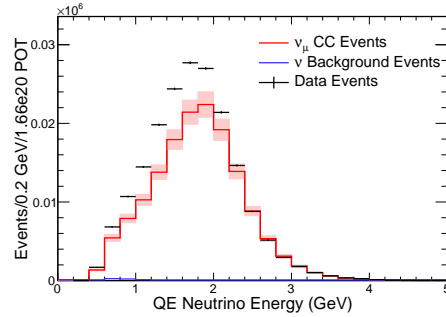 ×10⁶
0.03
0.02
0.01
0
Events/0.2 GeV/1.66e20 POT
ν_μ CC Events
ν Background Events
Data Events
0 1 2 3 4 5
QE Neutrino Energy (GeV)